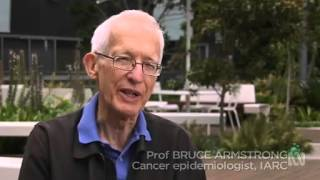 Prof BRUCE ARMSTRONG
Cancer epidemiologist, IARC